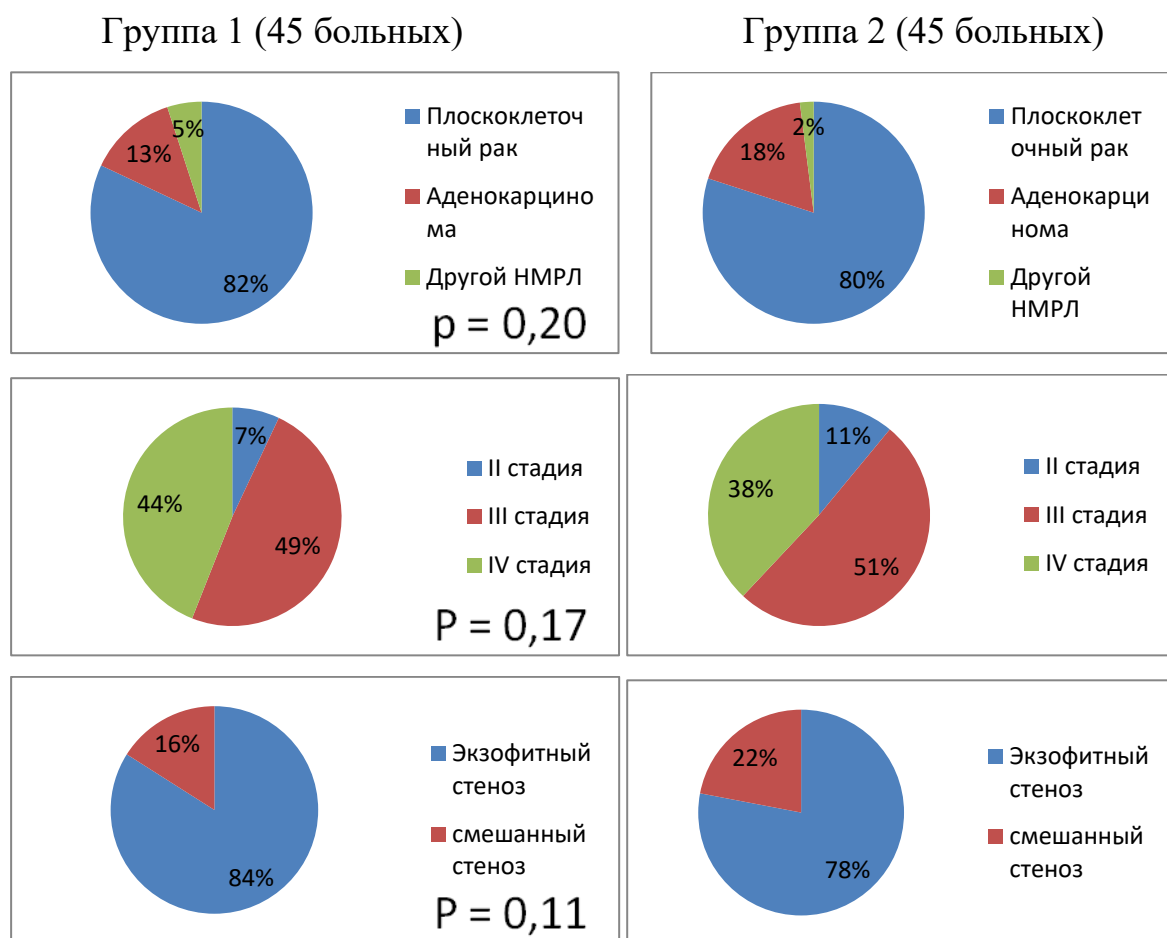 Группа 1 (45 больных)
Группа 2 (45 больных)
5%
13%
82%
Плоскоклеточ
ный рак
Аденокарцино
ма
Другой НМРЛ
p = 0,20
2%
18%
80%
Плоскоклет
очный рак
Аденокарци
нома
Другой
НМРЛ
7%
44%
49%
II стадия
III стадия
IV стадия
P = 0,17
11%
38%
51%
II стадия
III стадия
IV стадия
16%
84%
Экзофитный
стеноз
смешанный
стеноз
P = 0,11
22%
78%
Экзофитный
стеноз
смешанный
стеноз